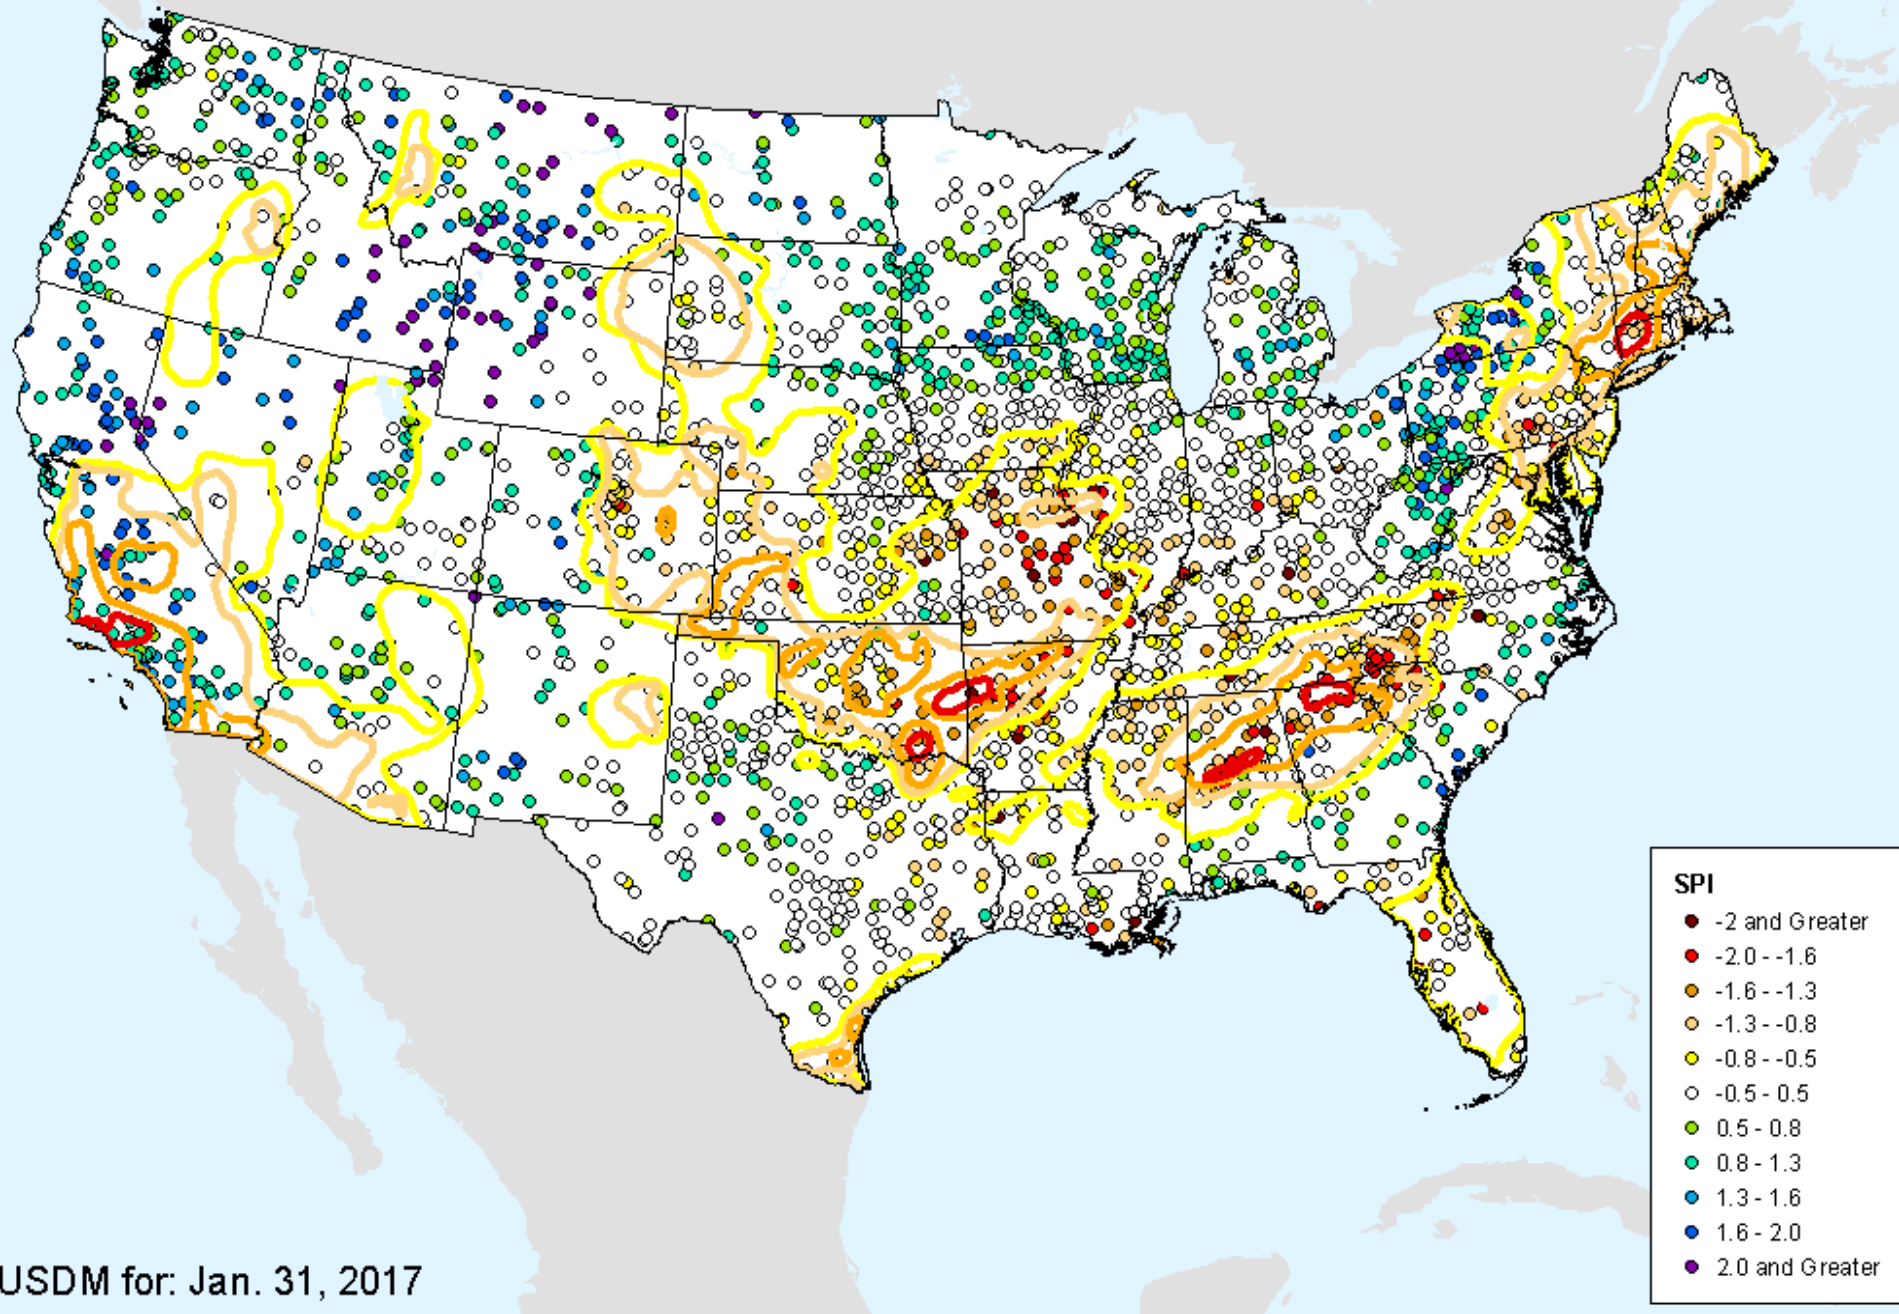 SPI
-2 and Greater
-2.0 - -1.6
-1.6 - -1.3
-1.3 - -0.8
-0.8 - -0.5
-0.5 - 0.5
0.5 - 0.8
0.8 - 1.3
1.3 - 1.6
1.6 - 2.0
2.0 and Greater
USDM for: Jan. 31, 2017